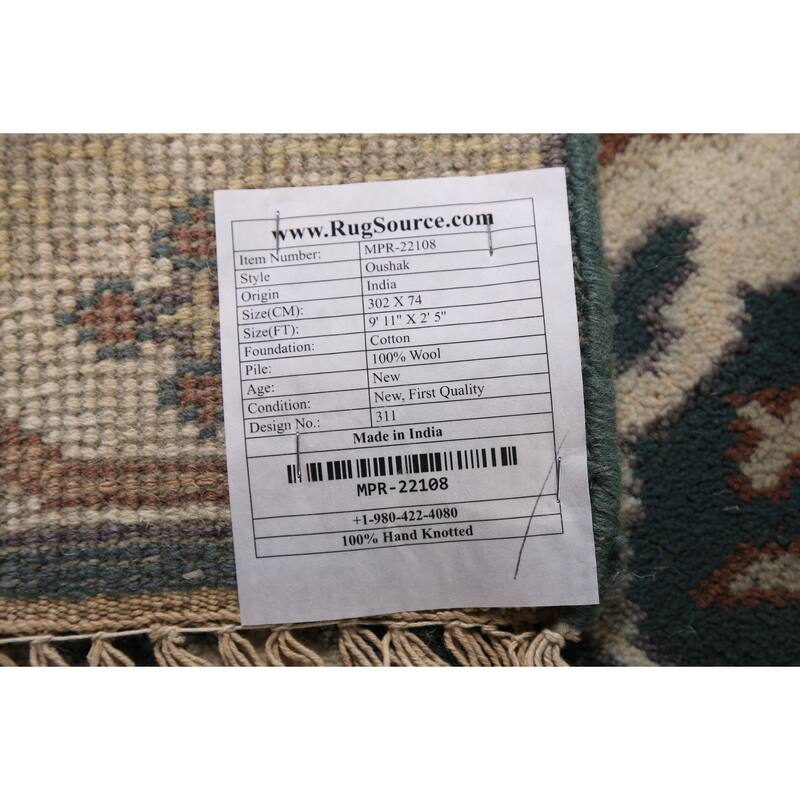 www.RugSource.com
Item Number: MPR-22108
Style Oushak
Origin India
Size(CM): 302 X 74
Size(FT): 9' 11" X 2' 5"
Foundation: Cotton
Pile: 100% Wool
Age: New
Condition: New, First Quality
Design No.: 311
Made in India
MPR-22108
+1-980-422-4080
100% Hand Knotted